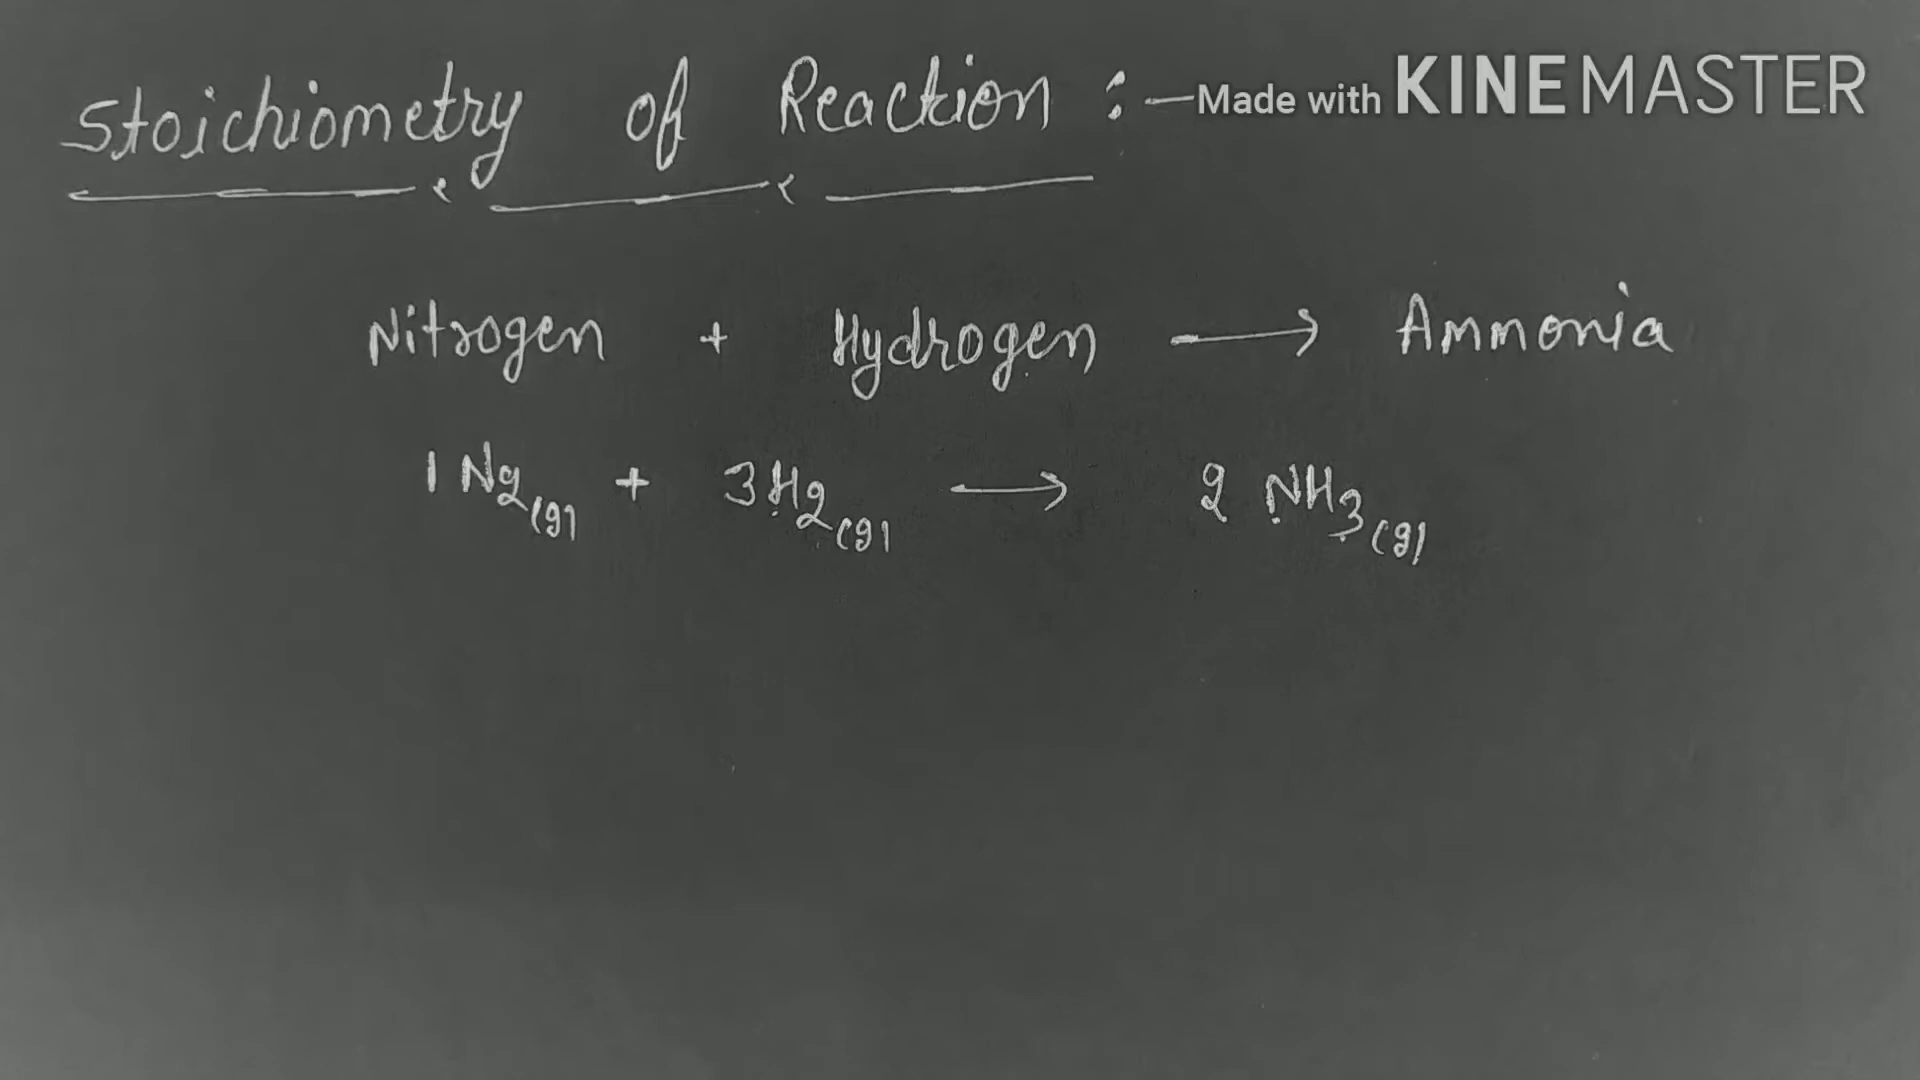 Stoichiometry of Reaction :- Made with KINEMASTER
Nitrogen + Hydrogen → Ammonia
1 N2(g) + 3H2(g) → 2 NH3(g)